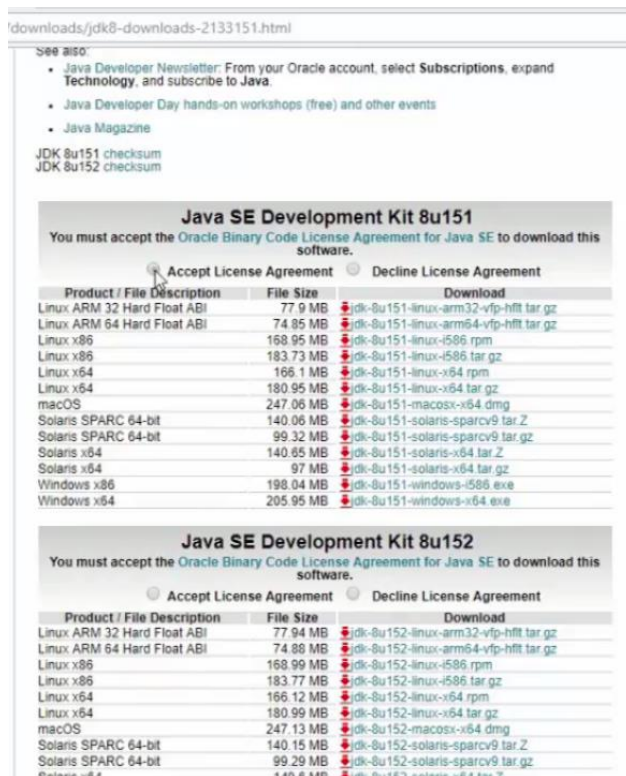 /downloads/jdk8-downloads-2133151.html
See also:
Java Developer Newsletter: From your Oracle account, select Subscriptions, expand
Technology, and subscribe to Java.
Java Developer Day hands-on workshops (free) and other events
Java Magazine
JDK 8u151 checksum
JDK 8u152 checksum
Java SE Development Kit 8u151
You must accept the Oracle Binary Code License Agreement for Java SE to download this
software.
Accept License Agreement Decline License Agreement
Product / File Description File Size Download
Linux ARM 32 Hard Float ABI 77.9 MB jdk-8u151-linux-arm32-vfp-hflt.tar.gz
Linux ARM 64 Hard Float ABI 74.85 MB jdk-8u151-linux-arm64-vfp-hflt.tar.gz
Linux x86 168.95 MB jdk-8u151-linux-i586.rpm
Linux x86 183.73 MB jdk-8u151-linux-i586.tar.gz
Linux x64 166.1 MB jdk-8u151-linux-x64.rpm
Linux x64 180.95 MB jdk-8u151-linux-x64.tar.gz
macOS 247.06 MB jdk-8u151-macosx-x64.dmg
Solaris SPARC 64-bit 140.06 MB jdk-8u151-solaris-sparcv9.tar.Z
Solaris SPARC 64-bit 99.32 MB jdk-8u151-solaris-sparcv9.tar.gz
Solaris x64 140.65 MB jdk-8u151-solaris-x64.tar.Z
Solaris x64 97 MB jdk-8u151-solaris-x64.tar.gz
Windows x86 198.04 MB jdk-8u151-windows-i586.exe
Windows x64 205.95 MB jdk-8u151-windows-x64.exe
Java SE Development Kit 8u152
You must accept the Oracle Binary Code License Agreement for Java SE to download this
software.
Accept License Agreement Decline License Agreement
Product / File Description File Size Download
Linux ARM 32 Hard Float ABI 77.94 MB jdk-8u152-linux-arm32-vfp-hflt.tar.gz
Linux ARM 64 Hard Float ABI 74.88 MB jdk-8u152-linux-arm64-vfp-hflt.tar.gz
Linux x86 168.99 MB jdk-8u152-linux-i586.rpm
Linux x86 183.77 MB jdk-8u152-linux-i586.tar.gz
Linux x64 166.12 MB jdk-8u152-linux-x64.rpm
Linux x64 180.99 MB jdk-8u152-linux-x64.tar.gz
macOS 247.13 MB jdk-8u152-macosx-x64.dmg
Solaris SPARC 64-bit 140.15 MB jdk-8u152-solaris-sparcv9.tar.Z
Solaris SPARC 64-bit 99.29 MB jdk-8u152-solaris-sparcv9.tar.gz